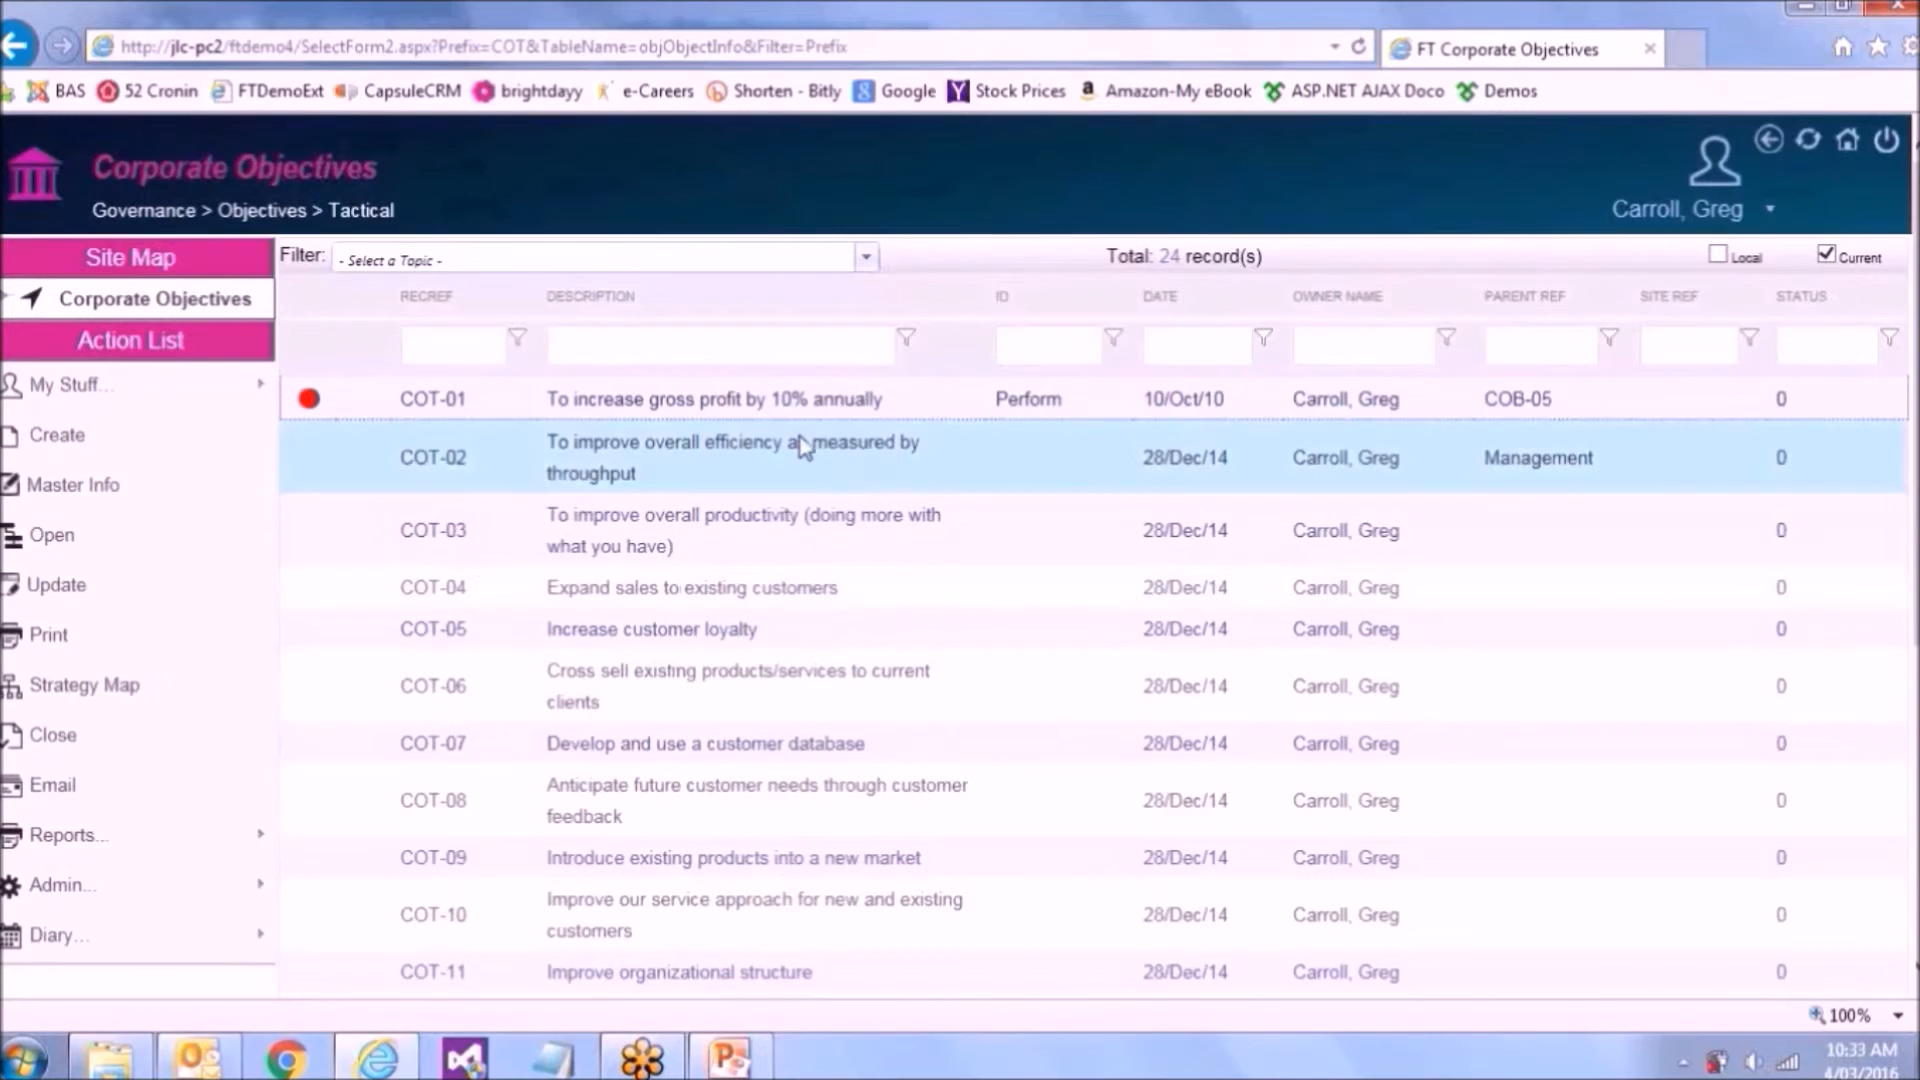 http://jlc-pc2/ftdemo4/SelectForm2.aspx?Prefix=COT&TableName=objObjectInfo&Filter=Prefix
FT Corporate Objectives
BAS 52 Cronin FTDemoExt CapsuleCRM brightdayy e-Careers Shorten - Bitly Google Stock Prices Amazon-My eBook ASP.NET AJAX Doco Demos
Corporate Objectives
Governance > Objectives > Tactical
Carroll, Greg
Site Map
Corporate Objectives
Action List
My Stuff...
Create
Master Info
Open
Update
Print
Strategy Map
Close
Email
Reports...
Admin...
Diary...
Filter: - Select a Topic - Total: 24 record(s) Local Current
RECREF DESCRIPTION ID DATE OWNER NAME PARENT REF SITE REF STATUS
COT-01 To increase gross profit by 10% annually Perform 10/Oct/10 Carroll, Greg COB-05 0
COT-02 To improve overall efficiency measured by throughput 28/Dec/14 Carroll, Greg Management 0
COT-03 To improve overall productivity (doing more with what you have) 28/Dec/14 Carroll, Greg 0
COT-04 Expand sales to existing customers 28/Dec/14 Carroll, Greg 0
COT-05 Increase customer loyalty 28/Dec/14 Carroll, Greg 0
COT-06 Cross sell existing products/services to current clients 28/Dec/14 Carroll, Greg 0
COT-07 Develop and use a customer database 28/Dec/14 Carroll, Greg 0
COT-08 Anticipate future customer needs through customer feedback 28/Dec/14 Carroll, Greg 0
COT-09 Introduce existing products into a new market 28/Dec/14 Carroll, Greg 0
COT-10 Improve our service approach for new and existing customers 28/Dec/14 Carroll, Greg 0
COT-11 Improve organizational structure 28/Dec/14 Carroll, Greg 0
100%
10:33 AM
4/03/2016